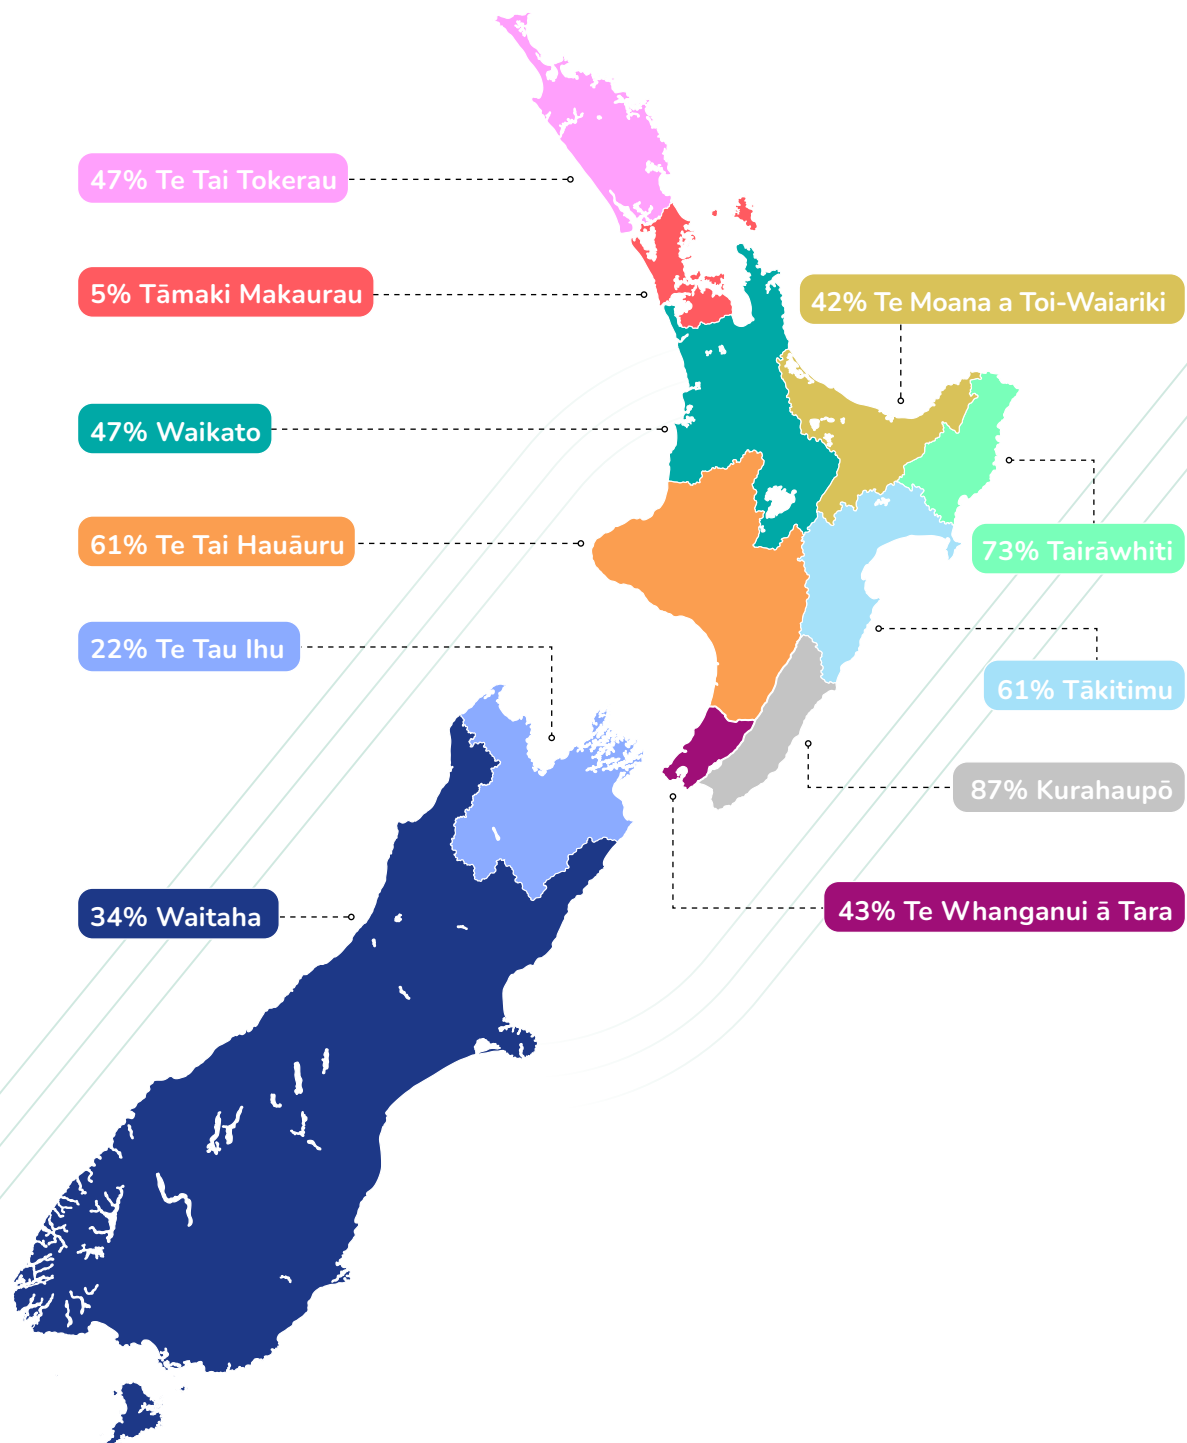 47% Te Tai Tokerau
5% Tāmaki Makaurau
42% Te Moana a Toi-Waiariki
47% Waikato
61% Te Tai Hauāuru
73% Tairāwhiti
22% Te Tau Ihu
61% Tākitimu
87% Kurahaupō
34% Waitaha
43% Te Whanganui ā Tara